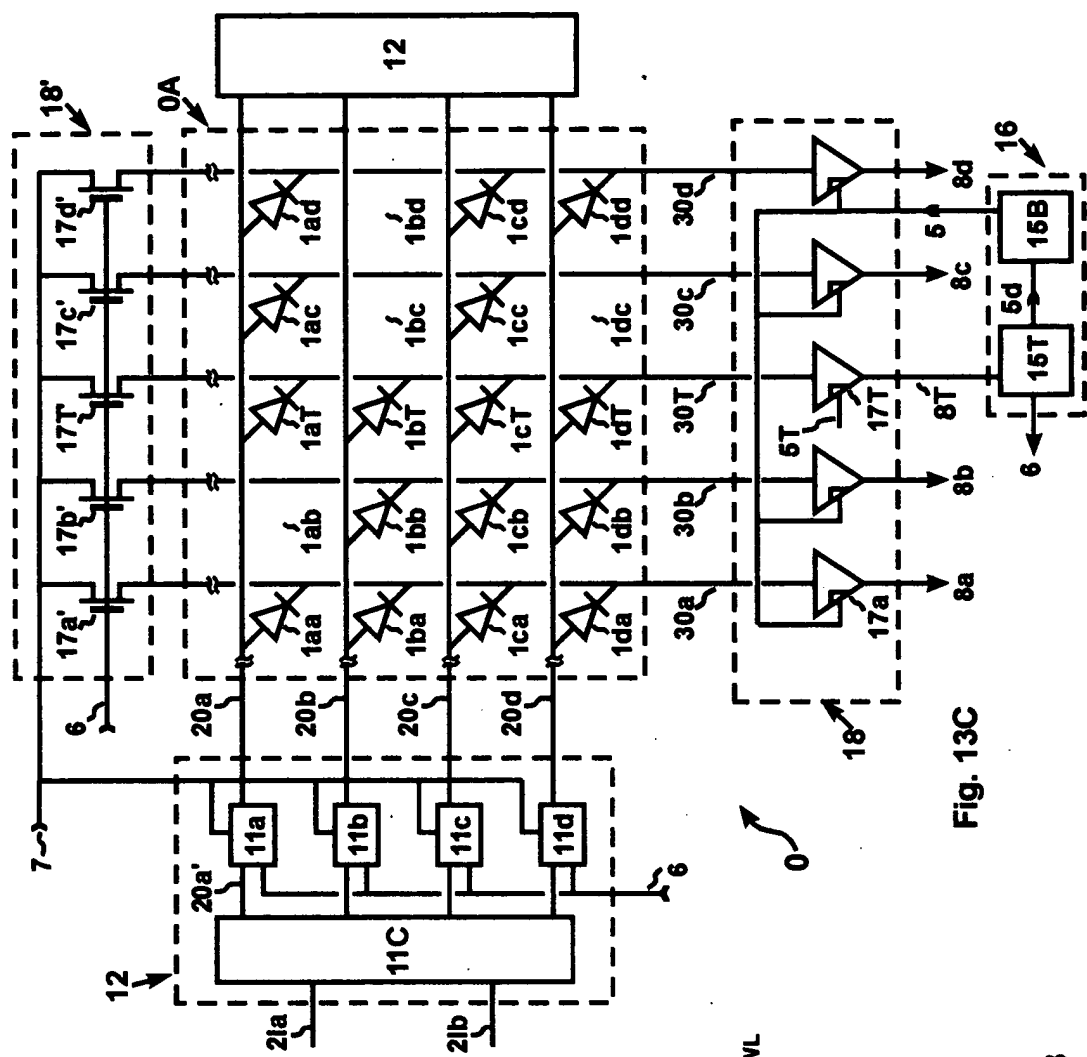 18'
17a' 17b' 17T' 17c' 17d'
6
7
0A
12
20a 1aa 1ab 1aT 1ac 1ad
20b 1ba 1bb 1bT 1bc 1bd
20c 1ca 1cb 1cT 1cc 1cd
20d 1da 1db 1dT 1dc 1dd
12
20a'
11a
11b
11c
11d
11C
6
21a
21b
30a 30b 30T 30c 30d
18
17a 5T 17T
5
8a 8b 8T 8c 8d
16
6 15T 5d 15B
0
Fig. 13C
WL